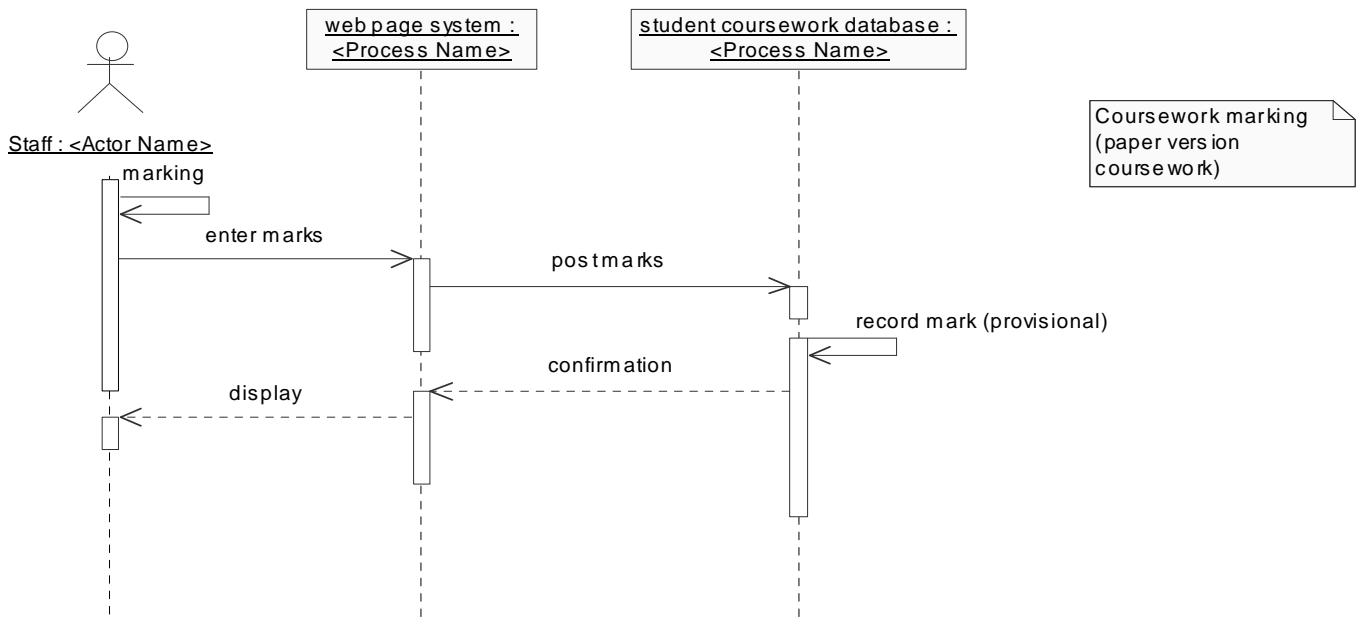 web page system :
<Process Name>
student coursework database :
<Process Name>
Staff : <Actor Name>
Coursework marking
(paper version
coursework)
marking
enter marks
post marks
record mark (provisional)
confirmation
display